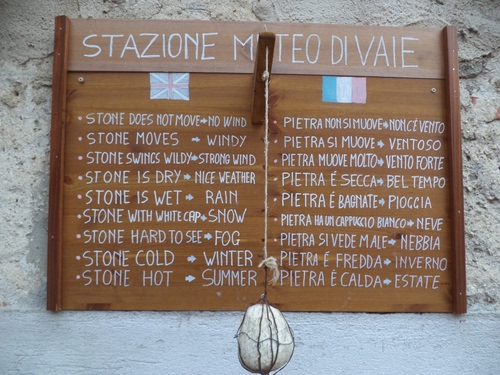 STAZIONE METEO DI VAIE
STONE DOES NOT MOVE➔NO WIND
STONE MOVES ➔ WINDY
STONE SWINGS WILDY➔STRONG WIND
STONE IS DRY➔NICE WEATHER
STONE IS WET➔ RAIN
STONE WITH WHITE CAP➔SNOW
STONE HARD TO SEE➔FOG
STONE COLD ➔ WINTER
STONE HOT ➔ SUMMER
PIETRA NON SI MUOVE➔NON C'È VENTO
PIETRA SI MUOVE➔VENTOSO
PIETRA MUOVE MOLTO➔VENTO FORTE
PIETRA È SECCA➔BEL TEMPO
PIETRA È BAGNATE➔PIOGGIA
PIETRA HA UN CAPPUCCIO BIANCO➔NEVE
PIETRA SI VEDE MALE➔NEBBIA
PIETRA È FREDDA➔INVERNO
PIETRA È CALDA➔ESTATE